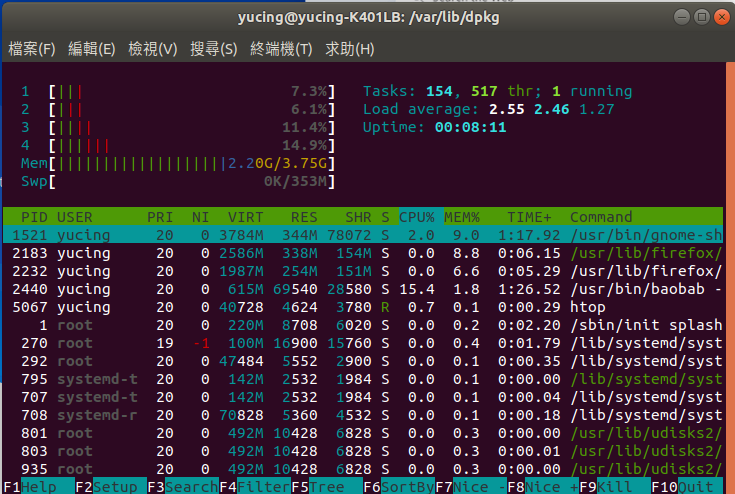 Search the Web
yucing@yucing-K401LB: /var/lib/dpkg
檔案(F) 編輯(E) 檢視(V) 搜尋(S) 終端機(T) 求助(H)
1 [||| 7.3%] Tasks: 154, 517 thr; 1 running
2 [||| 6.1%] Load average: 2.55 2.46 1.27
3 [|||| 11.4%] Uptime: 00:08:11
4 [|||||| 14.9%]
Mem[|||||||||||||||||||2.20G/3.75G]
Swp[ 0K/353M]
PID USER PRI NI VIRT RES SHR S CPU% MEM% TIME+ Command
1521 yucing 20 0 3784M 344M 78072 S 2.0 9.0 1:17.92 /usr/bin/gnome-sh
2183 yucing 20 0 2586M 338M 154M S 0.0 8.8 0:06.15 /usr/lib/firefox/
2232 yucing 20 0 1987M 254M 151M S 0.0 6.6 0:05.29 /usr/lib/firefox/
2440 yucing 20 0 615M 69540 28580 S 15.4 1.8 1:26.52 /usr/bin/baobab -
5067 yucing 20 0 40728 4624 3780 R 0.7 0.1 0:00.29 htop
1 root 20 0 220M 8708 6020 S 0.0 0.2 0:02.20 /sbin/init splash
270 root 19 -1 100M 16900 15760 S 0.0 0.4 0:01.79 /lib/systemd/syst
292 root 20 0 47484 5552 2900 S 0.0 0.1 0:00.35 /lib/systemd/syst
795 systemd-t 20 0 142M 2532 1984 S 0.0 0.1 0:00.00 /lib/systemd/syst
707 systemd-t 20 0 142M 2532 1984 S 0.0 0.1 0:00.04 /lib/systemd/syst
708 systemd-r 20 0 70828 5360 4532 S 0.0 0.1 0:00.18 /lib/systemd/syst
801 root 20 0 492M 10428 6828 S 0.0 0.3 0:00.00 /usr/lib/udisks2/
803 root 20 0 492M 10428 6828 S 0.0 0.3 0:00.01 /usr/lib/udisks2/
935 root 20 0 492M 10428 6828 S 0.0 0.3 0:00.00 /usr/lib/udisks2/
F1Help F2Setup F3SearchF4FilterF5Tree F6SortByF7Nice -F8Nice +F9Kill F10Quit